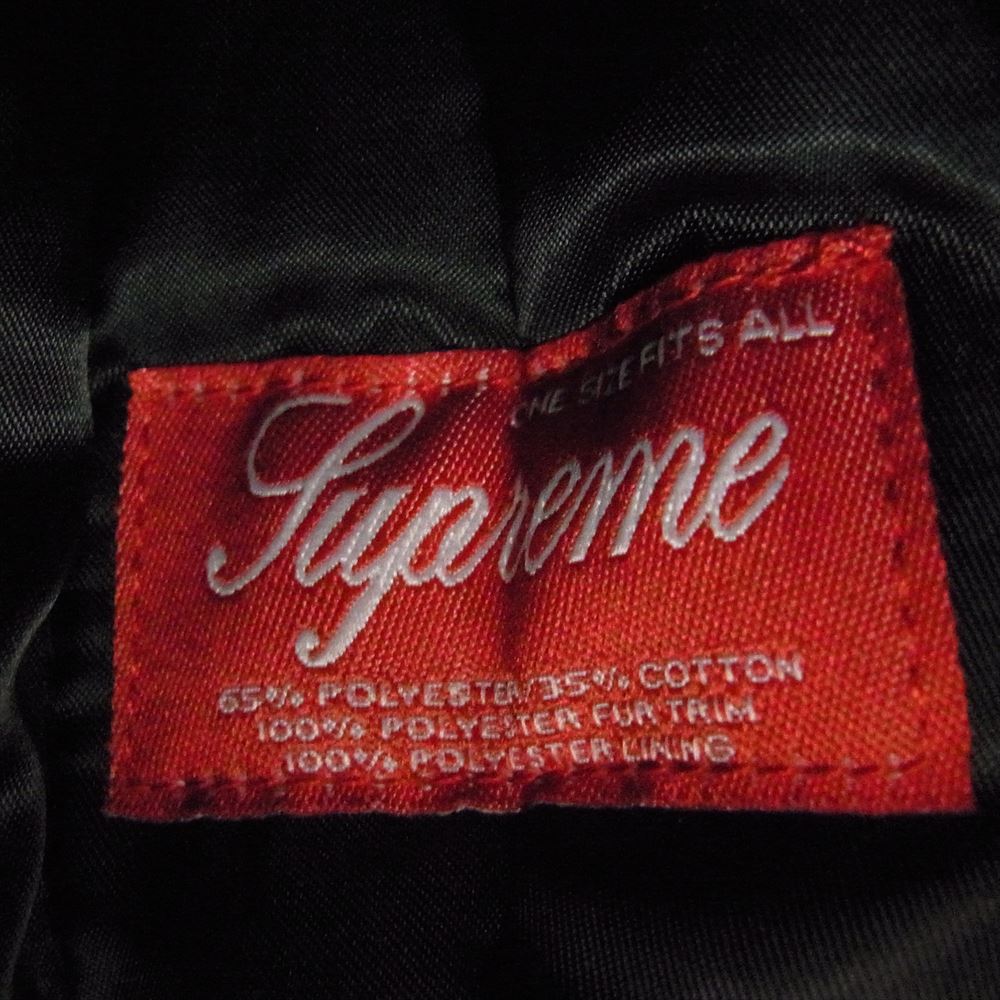 ONE SIZE FITS ALL
Supreme
65% POLYESTER/35% COTTON
100% POLYESTER FUR TRIM
100% POLYESTER LINING